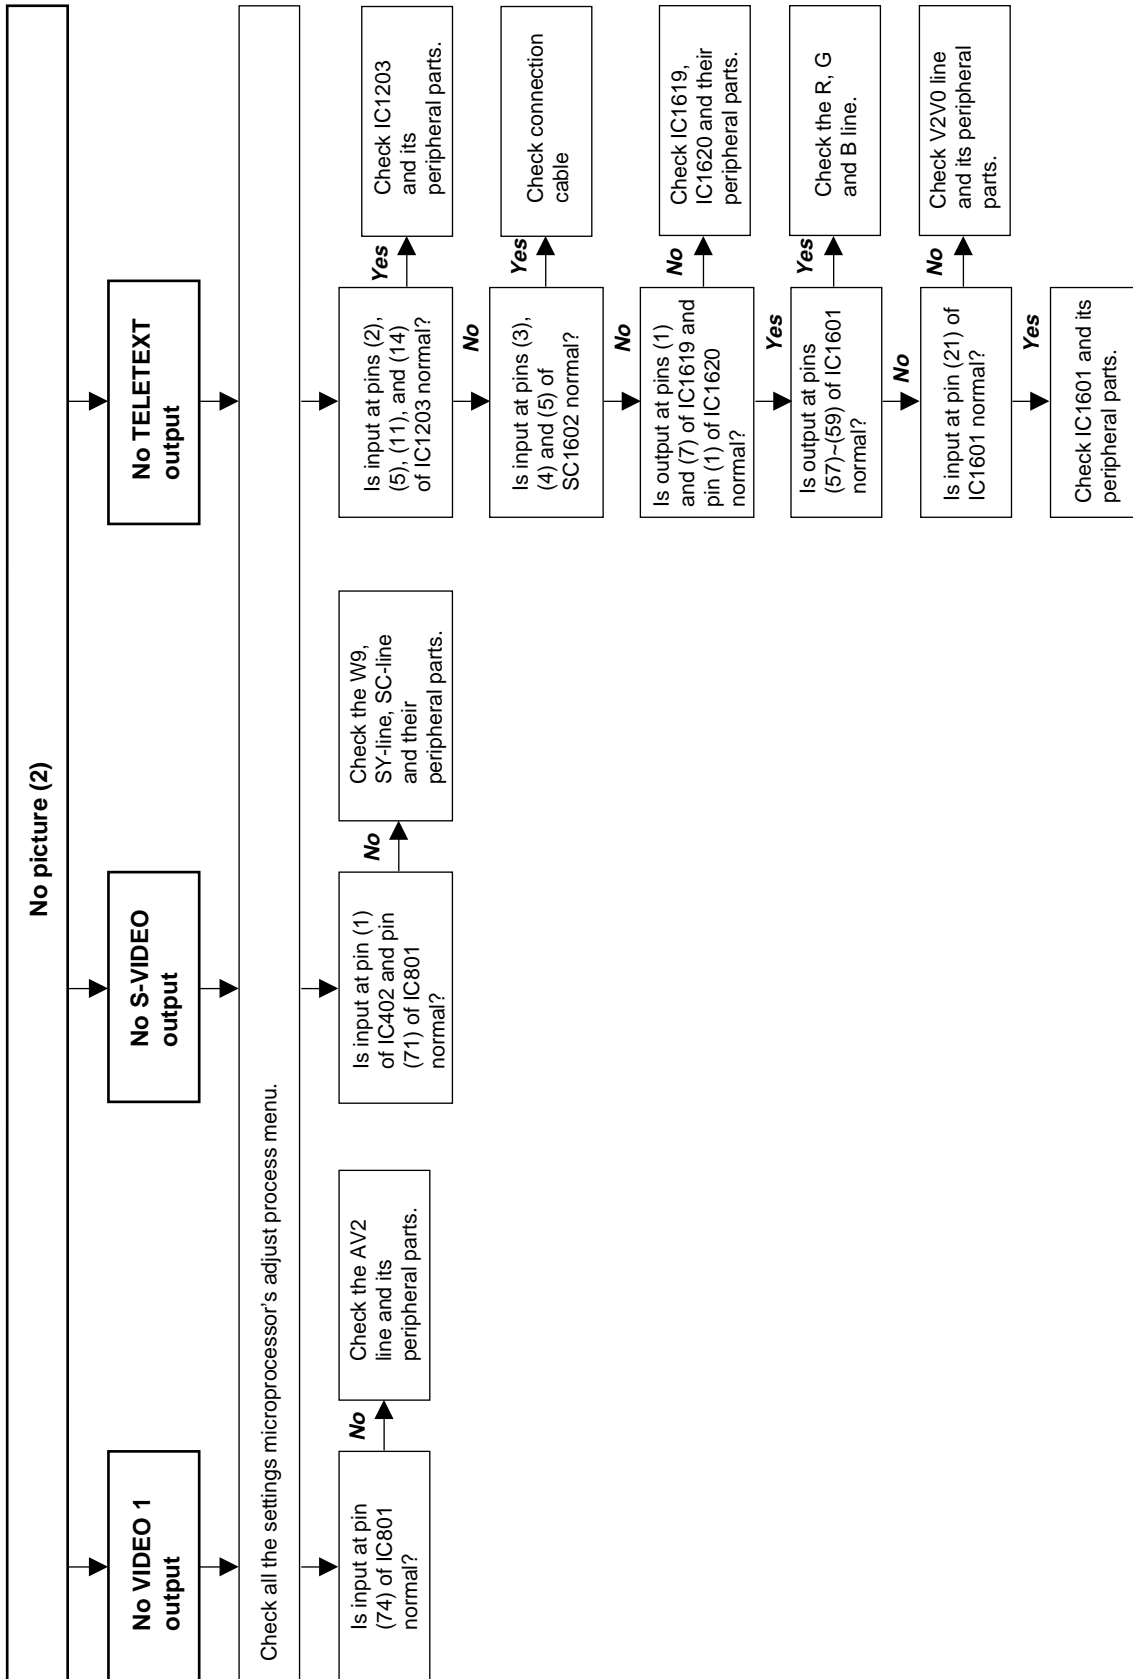 No picture (2)
No VIDEO 1
output
No S-VIDEO
output
No TELETEXT
output
Check all the settings microprocessor's adjust process menu.
Is input at pin
(74) of IC801
normal?
No
Check the AV2
line and its
peripheral parts.
Is input at pin (1)
of IC402 and pin
(71) of IC801
normal?
No
Check the W9,
SY-line, SC-line
and their
peripheral parts.
Is input at pins (2),
(5), (11), and (14)
of IC1203 normal?
Yes
Check IC1203
and its
peripheral parts.
No
Is input at pins (3),
(4) and (5) of
SC1602 normal?
Yes
Check connection
cable
No
Is output at pins (1)
and (7) of IC1619 and
pin (1) of IC1620
normal?
No
Check IC1619,
IC1620 and their
peripheral parts.
Yes
Is output at pins
(57)~(59) of IC1601
normal?
Yes
Check the R, G
and B line.
No
Is input at pin (21) of
IC1601 normal?
No
Check V2V0 line
and its peripheral
parts.
Yes
Check IC1601 and its
peripheral parts.